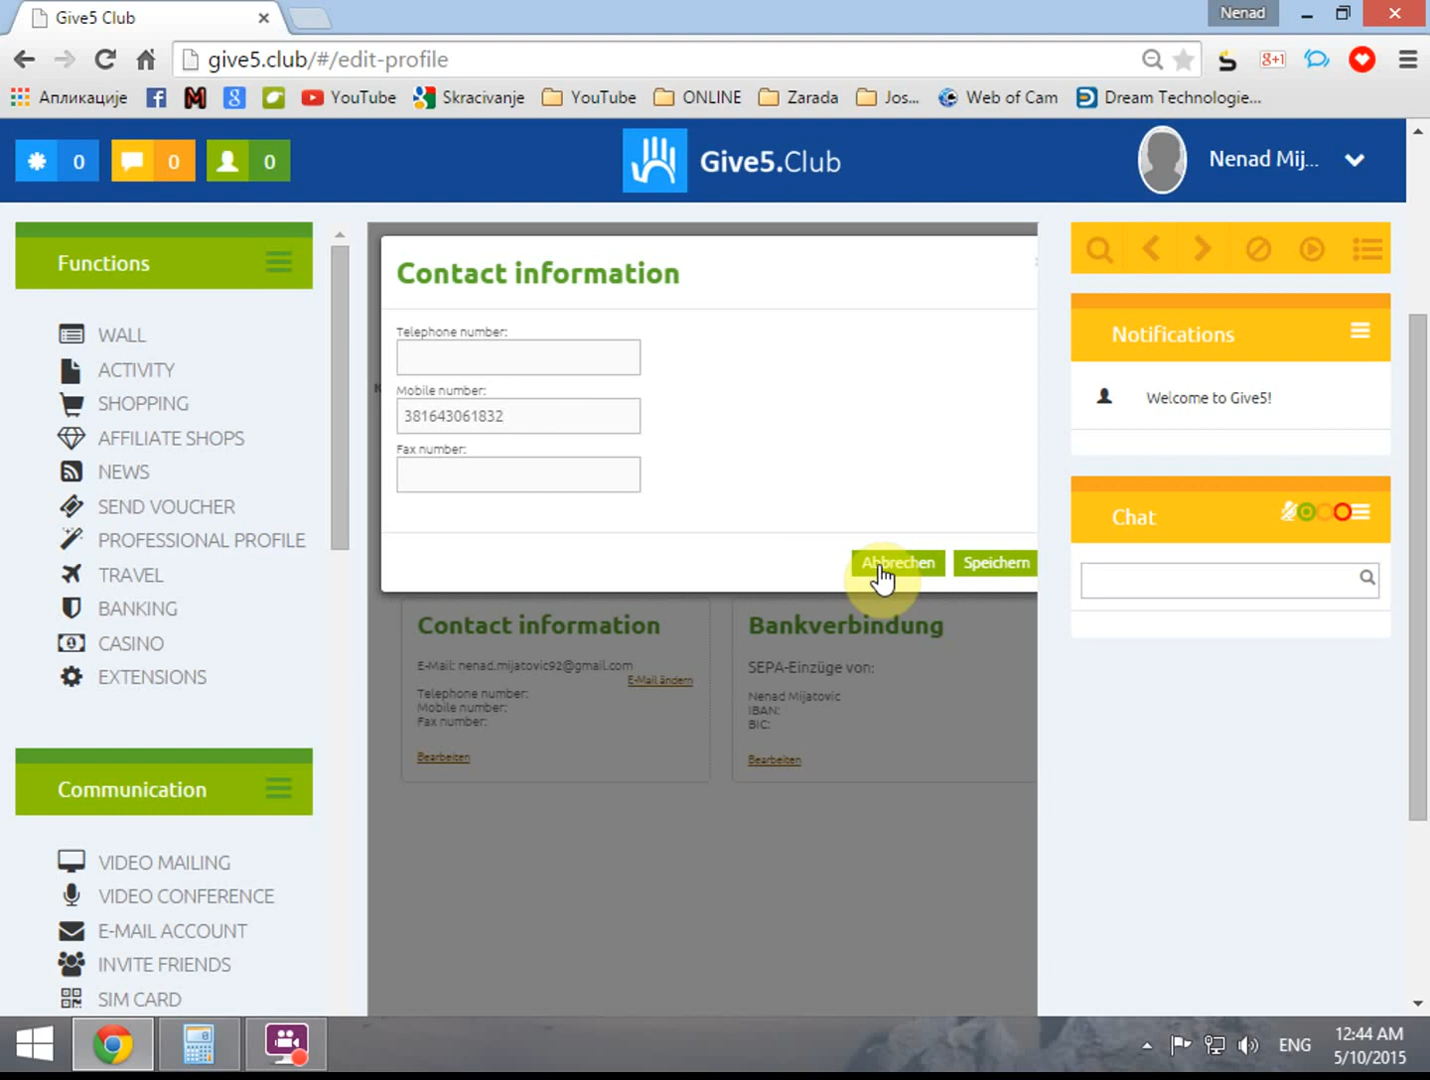 Give5 Club
Nenad
give5.club/#/edit-profile
8+1
Апликације
YouTube
Skracivanje
YouTube
ONLINE
Zarada
Jos...
Web of Cam
Dream Technologie...
0
0
0
Give5.Club
Nenad Mij...
Functions
WALL
ACTIVITY
SHOPPING
AFFILIATE SHOPS
NEWS
SEND VOUCHER
PROFESSIONAL PROFILE
TRAVEL
BANKING
CASINO
EXTENSIONS
Communication
VIDEO MAILING
VIDEO CONFERENCE
E-MAIL ACCOUNT
INVITE FRIENDS
SIM CARD
Contact information
Telephone number:
Mobile number:
381643061832
Fax number:
Abbrechen
Speichern
Contact information
E-Mail: nenad.mijatovic92@gmail.com
E-Mail ändern
Telephone number:
Mobile number:
Fax number:
Bearbeiten
Bankverbindung
SEPA-Einzüge von:
Nenad Mijatovic
IBAN:
BIC:
Bearbeiten
Notifications
Welcome to Give5!
Chat
ENG
12:44 AM
5/10/2015